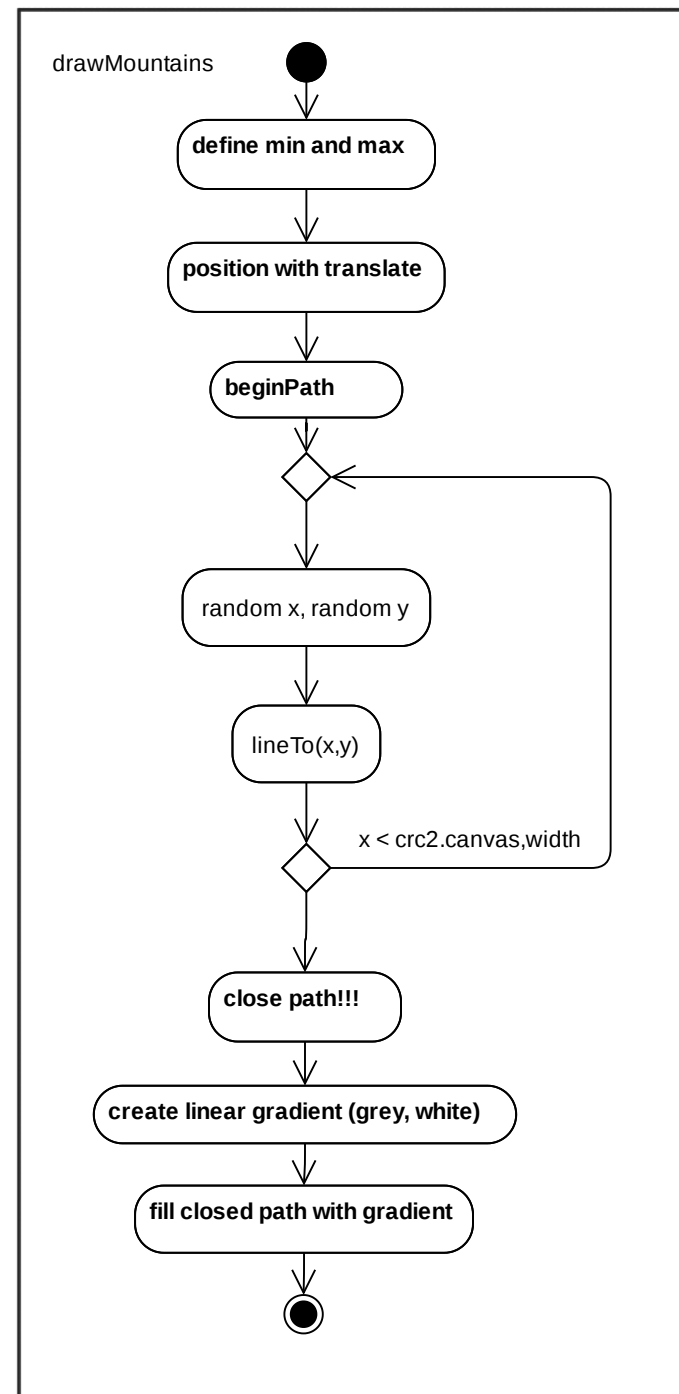 drawMountains
define min and max
position with translate
beginPath
random x, random y
lineTo(x,y)
x < crc2.canvas,width
close path!!!
create linear gradient (grey, white)
fill closed path with gradient